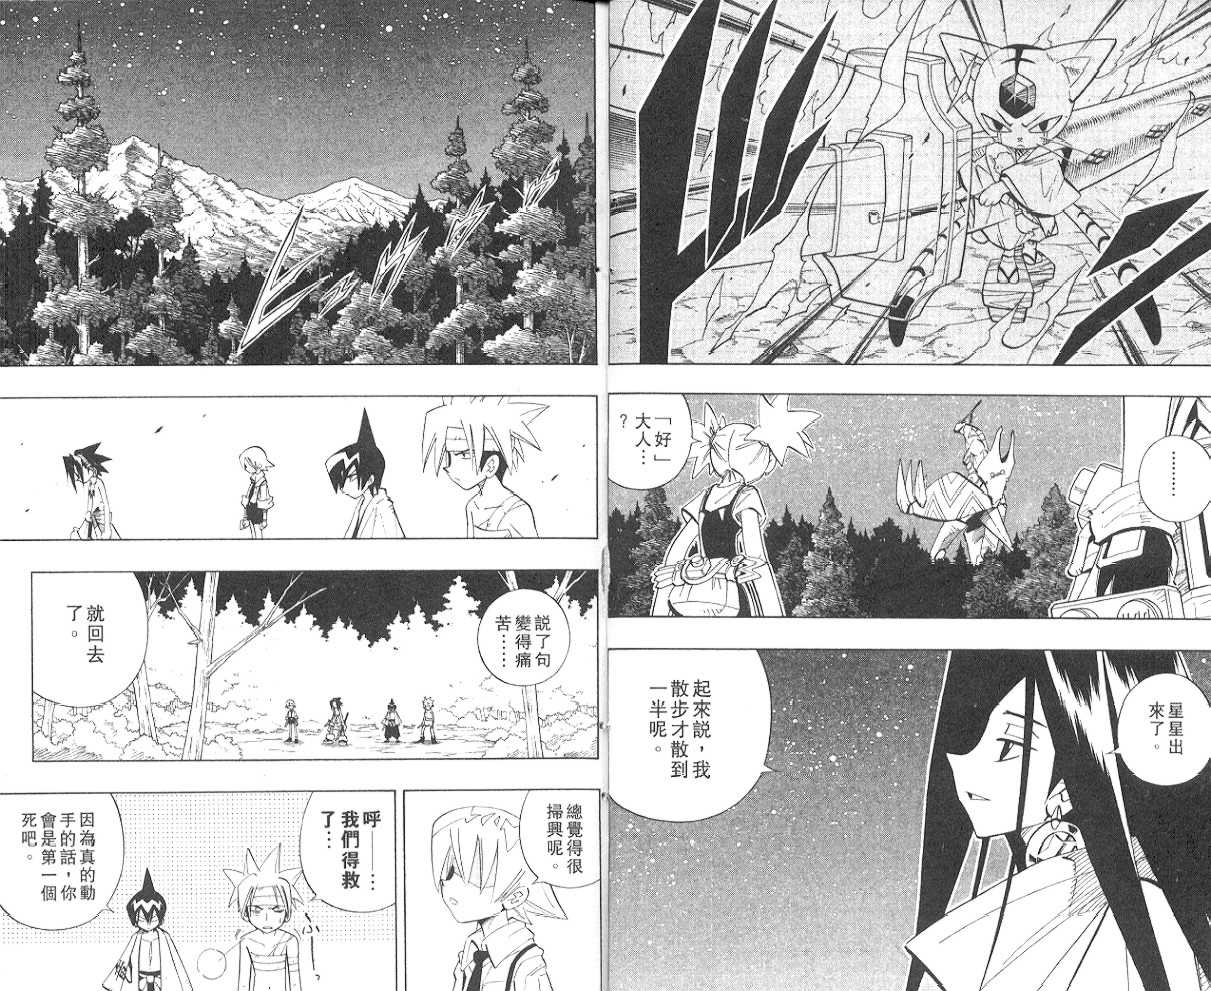 ………
「好」
大人…
?
星星出
來了。
起來說，我
散步才散到
一半呢。
說了句
變得痛
苦……
就回去
了。
總覺得很
掃興呢。
呼…
我們得救
了…
因為真的動
手的話，你
會是第一個
死吧。
ふぅ